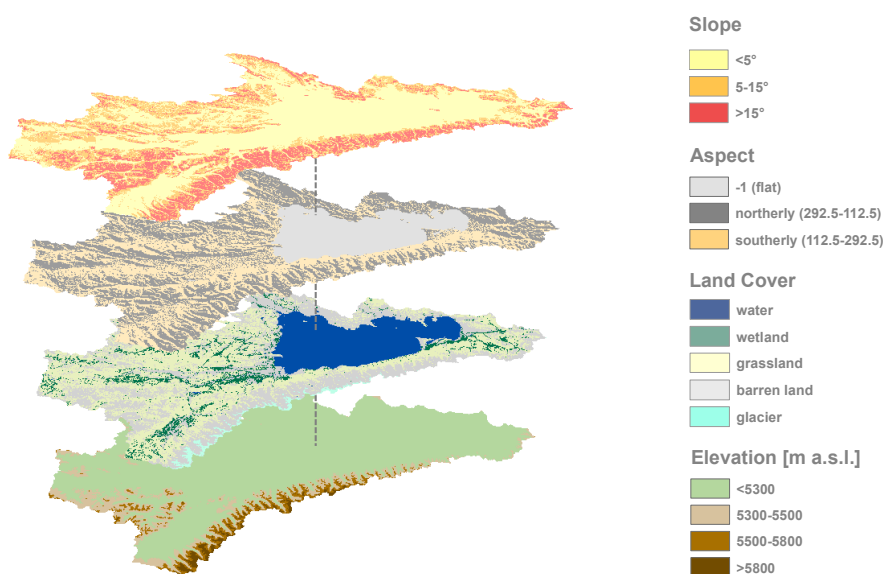 Slope
<5°
5-15°
>15°
Aspect
-1 (flat)
northerly (292.5-112.5)
southerly (112.5-292.5)
Land Cover
water
wetland
grassland
barren land
glacier
Elevation [m a.s.l.]
<5300
5300-5500
5500-5800
>5800